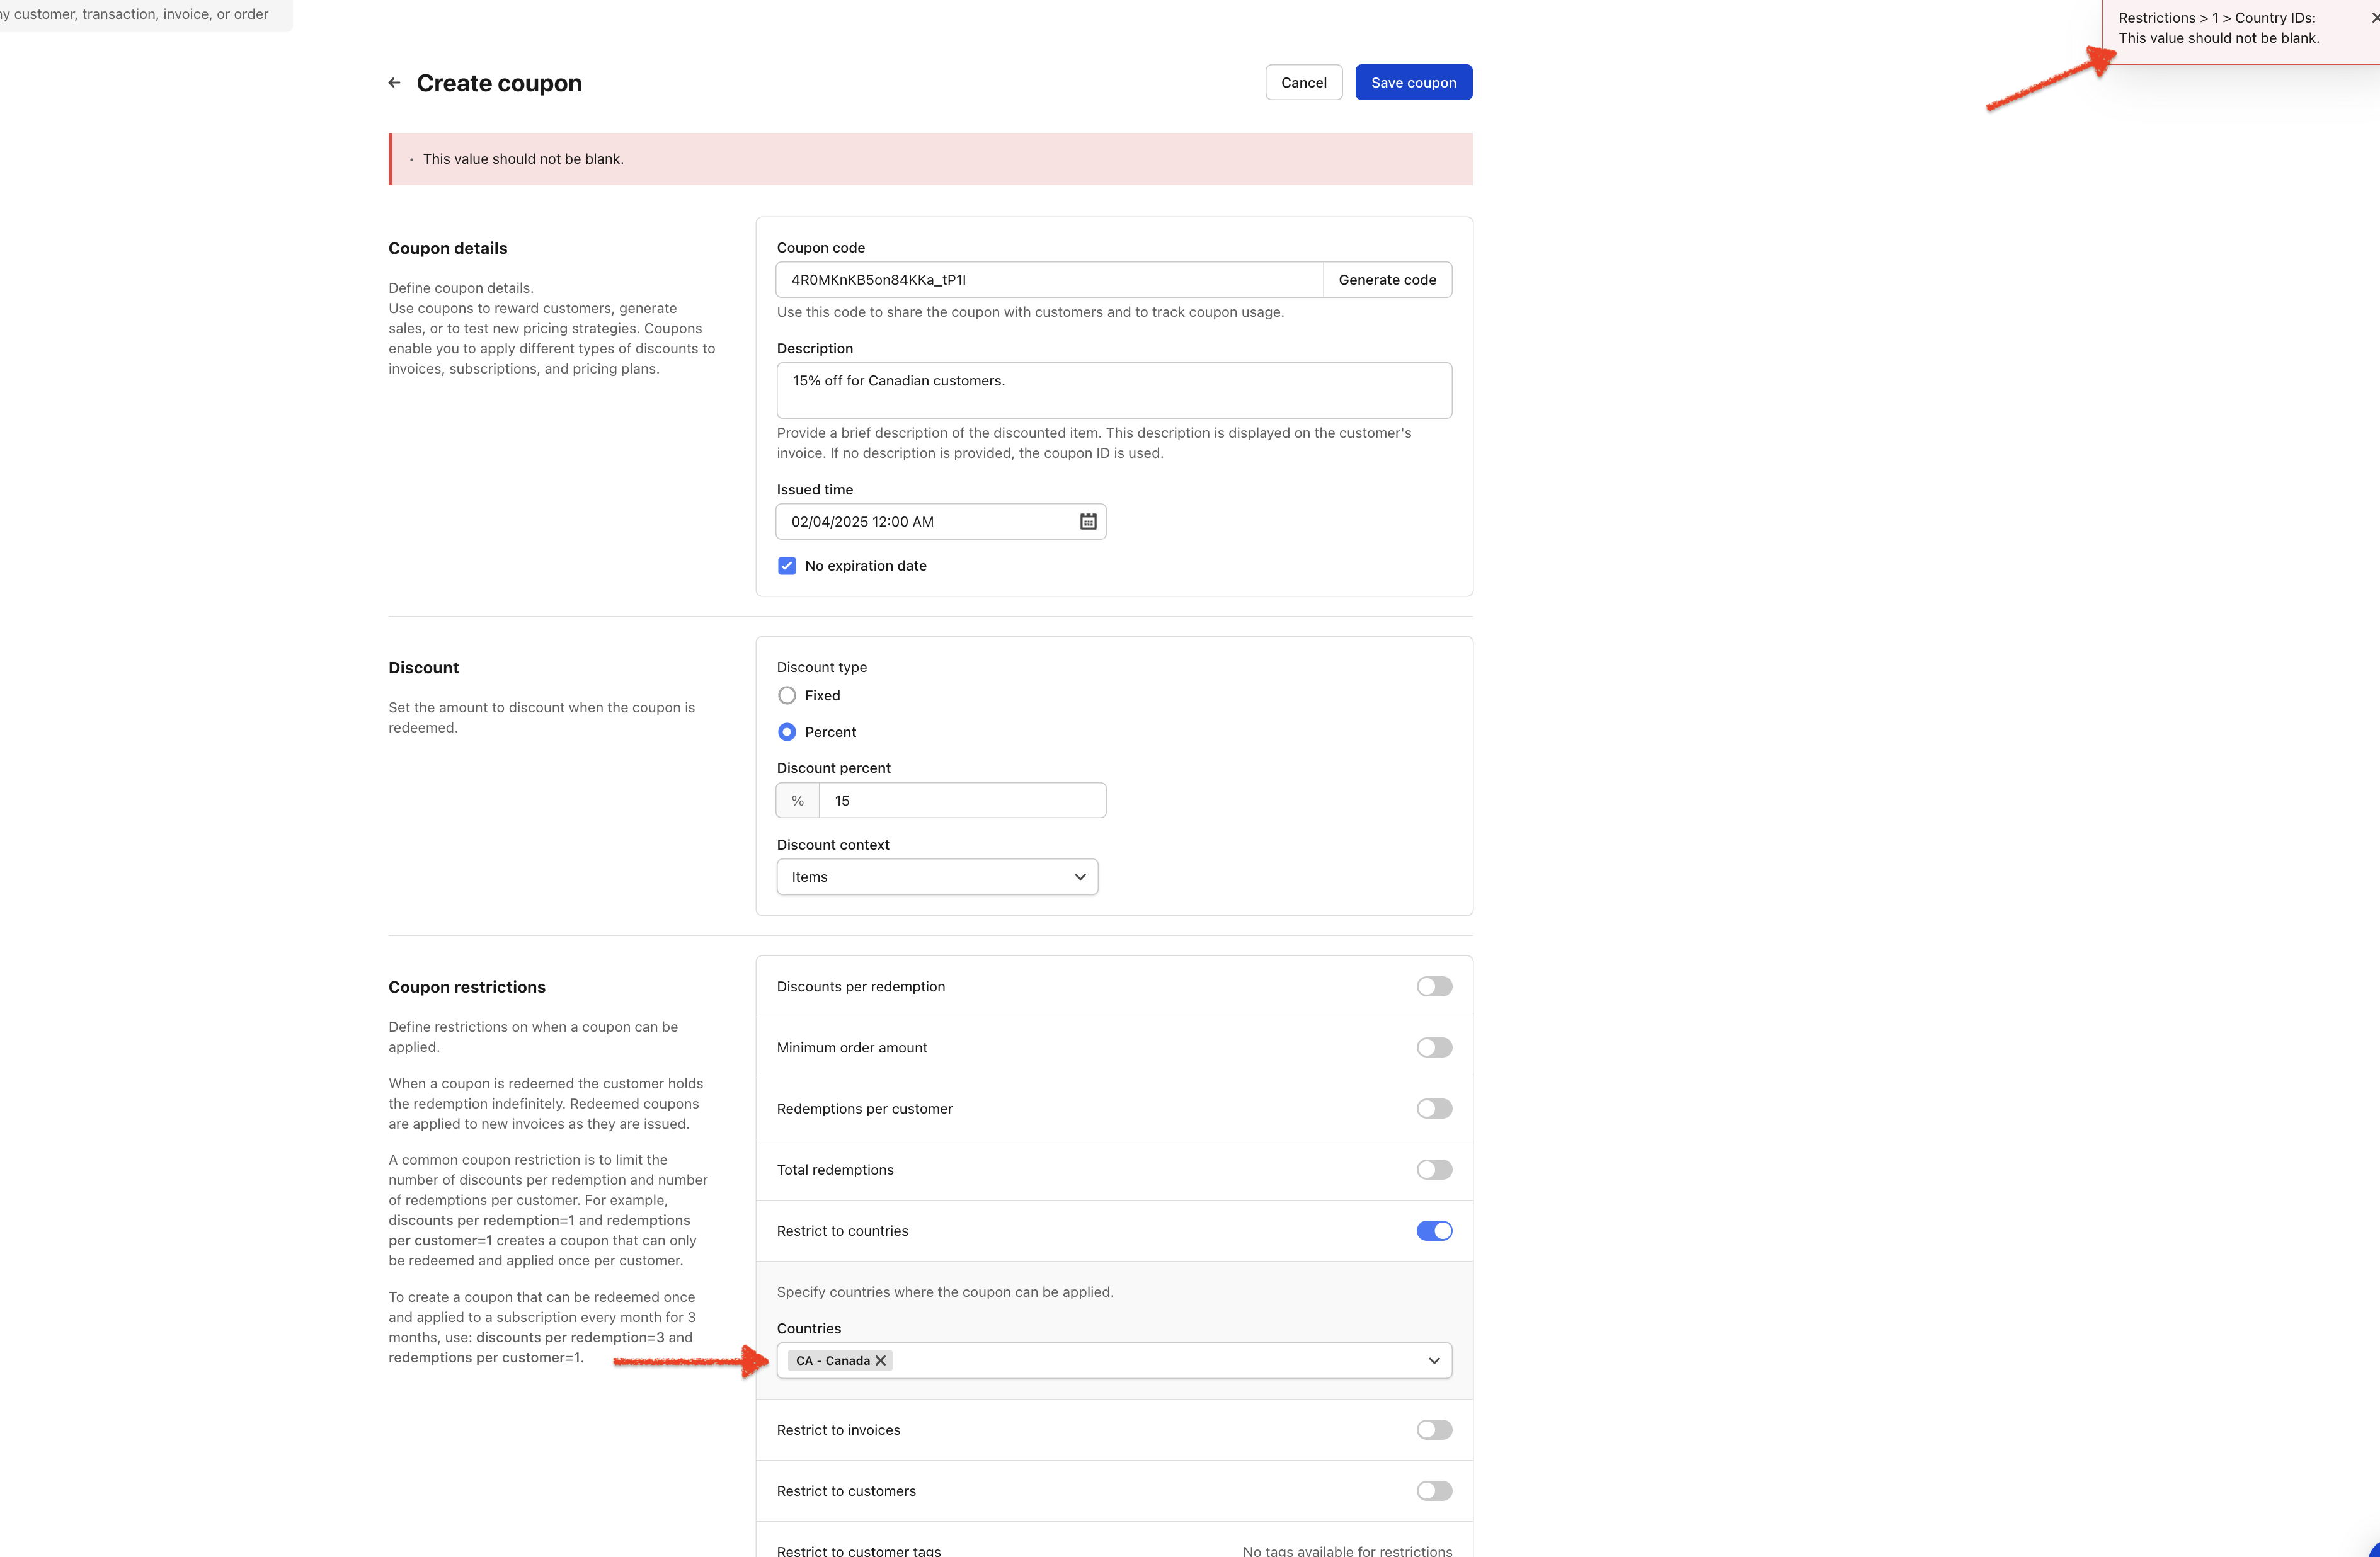 ny customer, transaction, invoice, or order
Restrictions > 1 > Country IDs:
This value should not be blank.
Create coupon
Cancel
Save coupon
• This value should not be blank.
Coupon details
Define coupon details.
Use coupons to reward customers, generate
sales, or to test new pricing strategies. Coupons
enable you to apply different types of discounts to
invoices, subscriptions, and pricing plans.
Coupon code
4R0MKnKB5on84KKa_tP1I
Generate code
Use this code to share the coupon with customers and to track coupon usage.
Description
15% off for Canadian customers.
Provide a brief description of the discounted item. This description is displayed on the customer's
invoice. If no description is provided, the coupon ID is used.
Issued time
02/04/2025 12:00 AM
No expiration date
Discount
Set the amount to discount when the coupon is
redeemed.
Discount type
Fixed
Percent
Discount percent
% 15
Discount context
Items
Coupon restrictions
Define restrictions on when a coupon can be
applied.
When a coupon is redeemed the customer holds
the redemption indefinitely. Redeemed coupons
are applied to new invoices as they are issued.
A common coupon restriction is to limit the
number of discounts per redemption and number
of redemptions per customer. For example,
discounts per redemption=1 and redemptions
per customer=1 creates a coupon that can only
be redeemed and applied once per customer.
To create a coupon that can be redeemed once
and applied to a subscription every month for 3
months, use: discounts per redemption=3 and
redemptions per customer=1.
Discounts per redemption
Minimum order amount
Redemptions per customer
Total redemptions
Restrict to countries
Specify countries where the coupon can be applied.
Countries
CA - Canada
Restrict to invoices
Restrict to customers
Restrict to customer tags
No tags available for restrictions